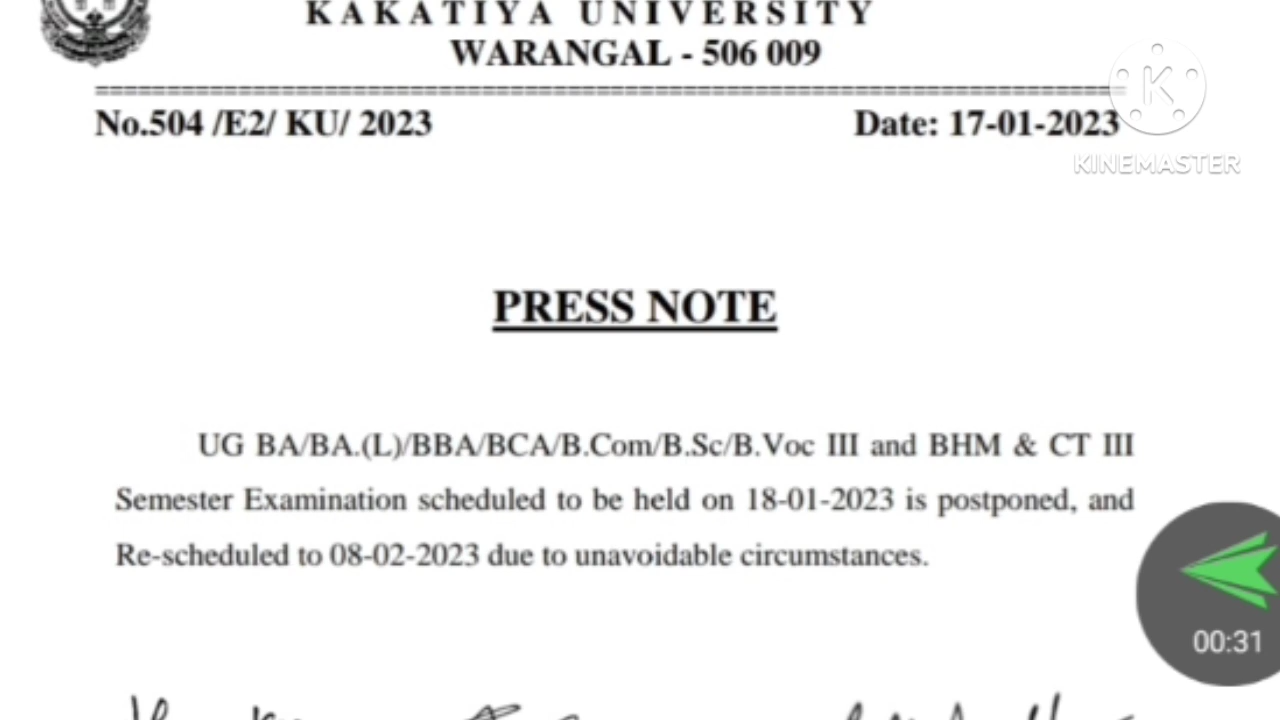 KAKATIYA UNIVERSITY
WARANGAL - 506 009
No.504 /E2/ KU/ 2023
Date: 17-01-2023
K
KINEMASTER
PRESS NOTE
UG BA/BA.(L)/BBA/BCA/B.Com/B.Sc/B.Voc III and BHM & CT III
Semester Examination scheduled to be held on 18-01-2023 is postponed, and
Re-scheduled to 08-02-2023 due to unavoidable circumstances.
00:31